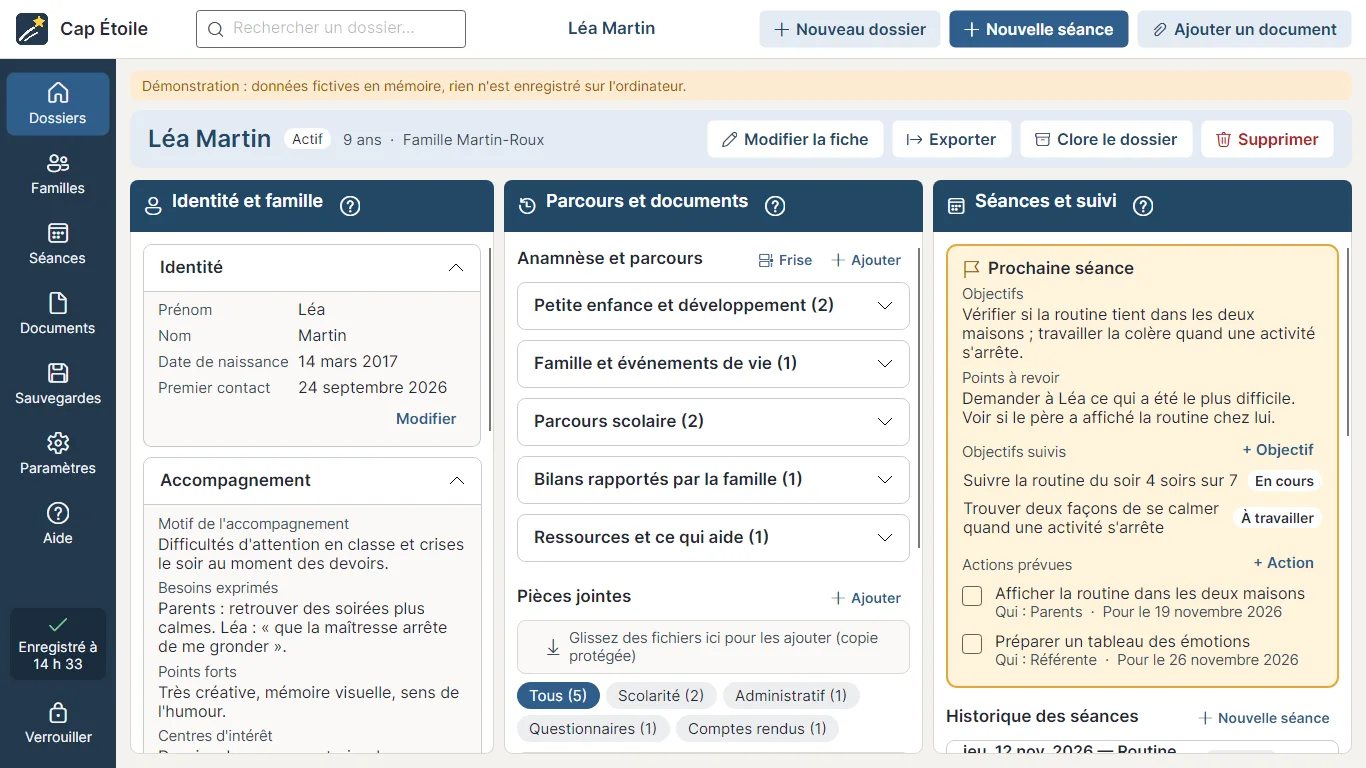 Cap Étoile
Rechercher un dossier...
Léa Martin
Nouveau dossier
Nouvelle séance
Ajouter un document
Dossiers
Familles
Séances
Documents
Sauvegardes
Paramètres
Aide
Enregistré à
14 h 33
Verrouiller
Démonstration : données fictives en mémoire, rien n'est enregistré sur l'ordinateur.
Léa Martin Actif 9 ans · Famille Martin-Roux
Modifier la fiche
Exporter
Clore le dossier
Supprimer
Identité et famille
Identité
Prénom Léa
Nom Martin
Date de naissance 14 mars 2017
Premier contact 24 septembre 2026
Modifier
Accompagnement
Motif de l'accompagnement
Difficultés d'attention en classe et crises
le soir au moment des devoirs.
Besoins exprimés
Parents : retrouver des soirées plus
calmes. Léa : « que la maîtresse arrête
de me gronder ».
Points forts
Très créative, mémoire visuelle, sens de
l'humour.
Centres d'intérêt
Parcours et documents
Anamnèse et parcours
Frise
Ajouter
Petite enfance et développement (2)
Famille et événements de vie (1)
Parcours scolaire (2)
Bilans rapportés par la famille (1)
Ressources et ce qui aide (1)
Pièces jointes
Ajouter
Glissez des fichiers ici pour les ajouter (copie
protégée)
Tous (5)
Scolarité (2)
Administratif (1)
Questionnaires (1)
Comptes rendus (1)
Séances et suivi
Prochaine séance
Objectifs
Vérifier si la routine tient dans les deux
maisons ; travailler la colère quand une activité
s'arrête.
Points à revoir
Demander à Léa ce qui a été le plus difficile.
Voir si le père a affiché la routine chez lui.
Objectifs suivis
+ Objectif
Suivre la routine du soir 4 soirs sur 7 En cours
Trouver deux façons de se calmer
quand une activité s'arrête
À travailler
Actions prévues
+ Action
Afficher la routine dans les deux maisons
Qui : Parents · Pour le 19 novembre 2026
Préparer un tableau des émotions
Qui : Référente · Pour le 26 novembre 2026
Historique des séances
Nouvelle séance
jeu. 12 nov. 2026 — Routine